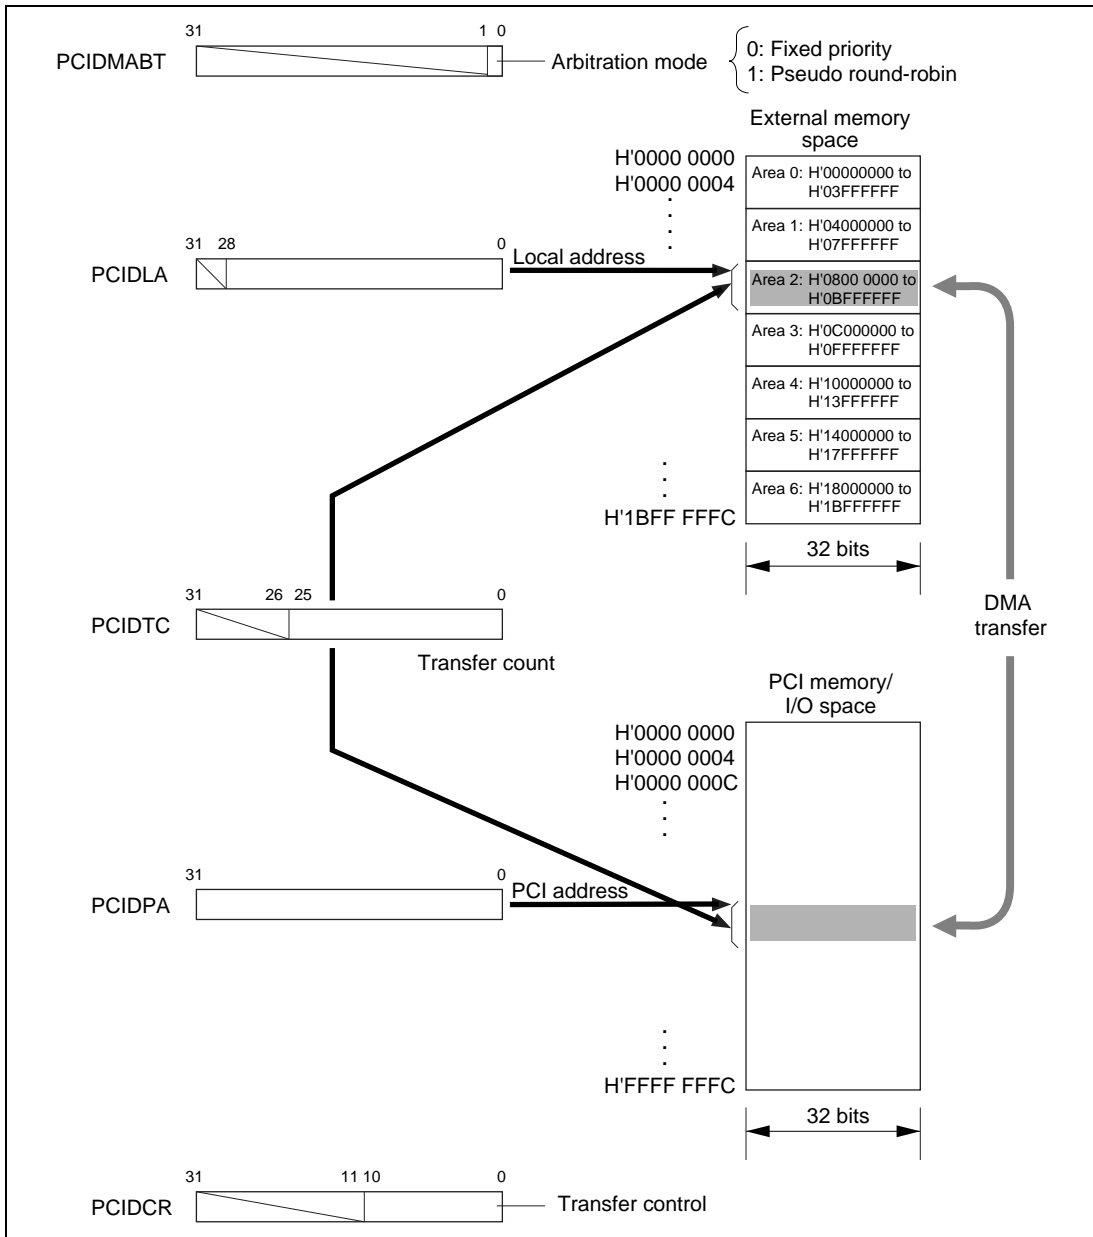 31 1 0
PCIDMABT
Arbitration mode
0: Fixed priority
1: Pseudo round-robin
External memory
space
H'0000 0000
H'0000 0004
.
.
.
.
Area 0: H'00000000 to
H'03FFFFFF
Area 1: H'04000000 to
H'07FFFFFF
Area 2: H'0800 0000 to
H'0BFFFFFF
Area 3: H'0C000000 to
H'0FFFFFFF
Area 4: H'10000000 to
H'13FFFFFF
Area 5: H'14000000 to
H'17FFFFFF
Area 6: H'18000000 to
H'1BFFFFFF
31 28 0
PCIDLA
Local address
.
.
.
H'1BFF FFFC
32 bits
31 26 25 0
PCIDTC
Transfer count
DMA
transfer
PCI memory/
I/O space
H'0000 0000
H'0000 0004
H'0000 000C
.
.
.
31 0
PCIDPA
PCI address
.
.
.
H'FFFF FFFC
32 bits
31 11 10 0
PCIDCR
Transfer control